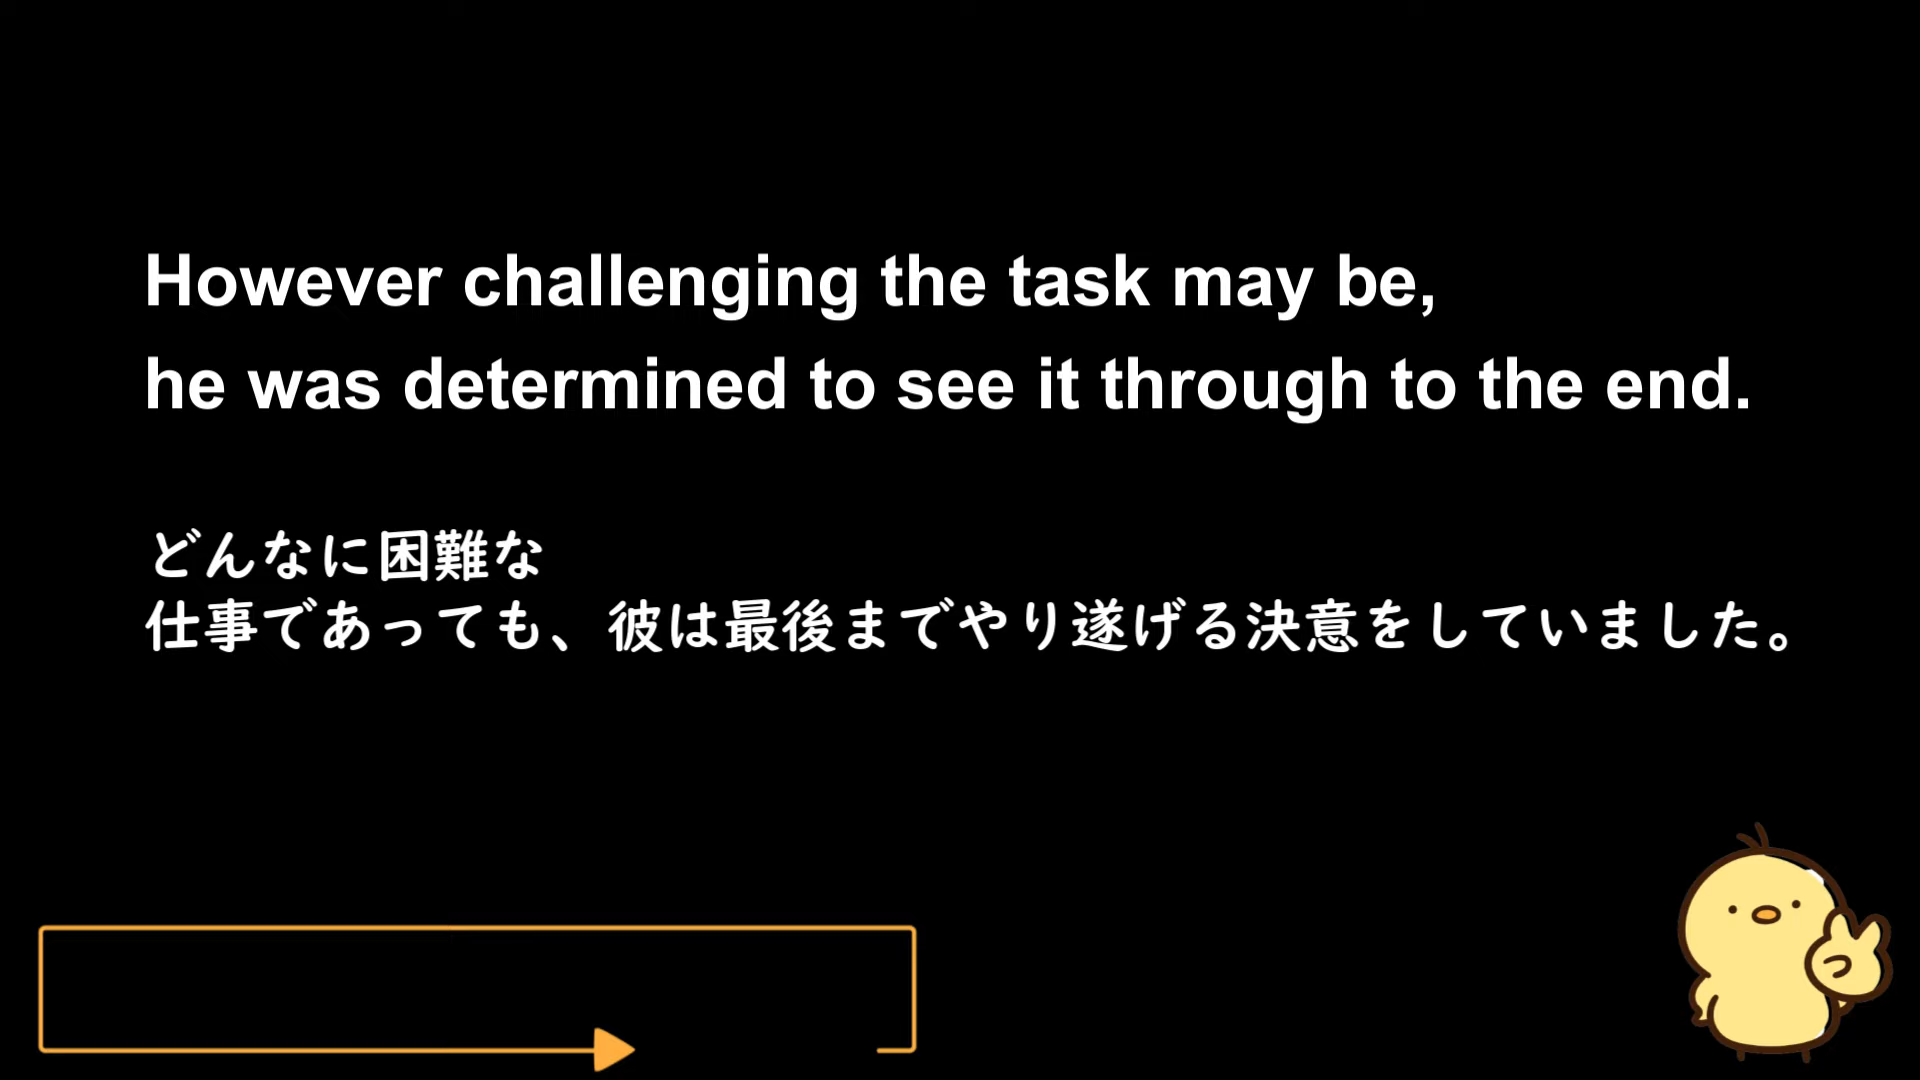 However challenging the task may be,
he was determined to see it through to the end.
どんなに困難な
仕事であっても、彼は最後までやり遂げる決意をしていました。